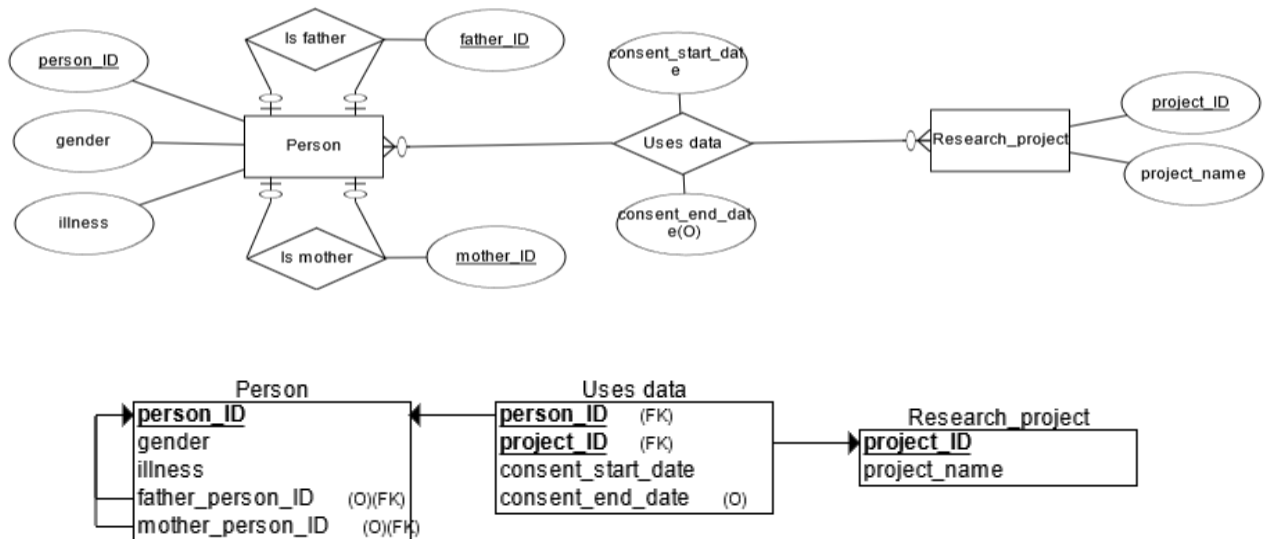 Is father
father_ID
person_ID
consent_start_dat
e
project_ID
gender
Person
Uses data
Research_project
project_name
illness
consent_end_dat
e(O)
Is mother
mother_ID
Person
person_ID
gender
illness
father_person_ID (O)(FK)
mother_person_ID (O)(FK)
Uses data
person_ID (FK)
project_ID (FK)
consent_start_date
consent_end_date (O)
Research_project
project_ID
project_name